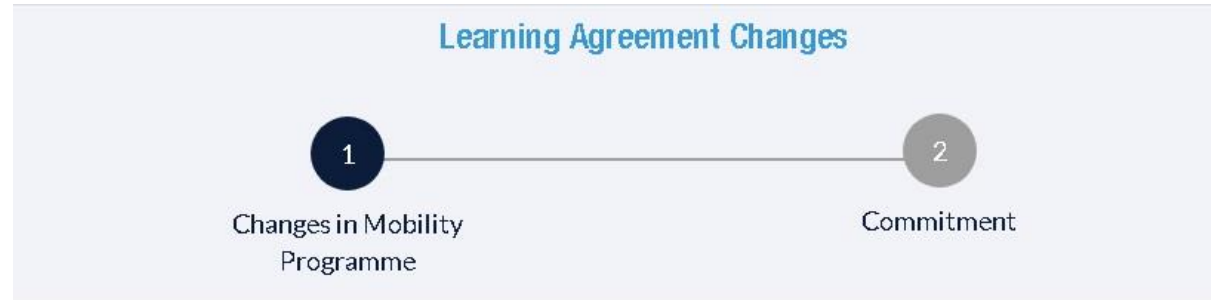 Learning Agreement Changes
1
2
Changes in Mobility
Programme
Commitment